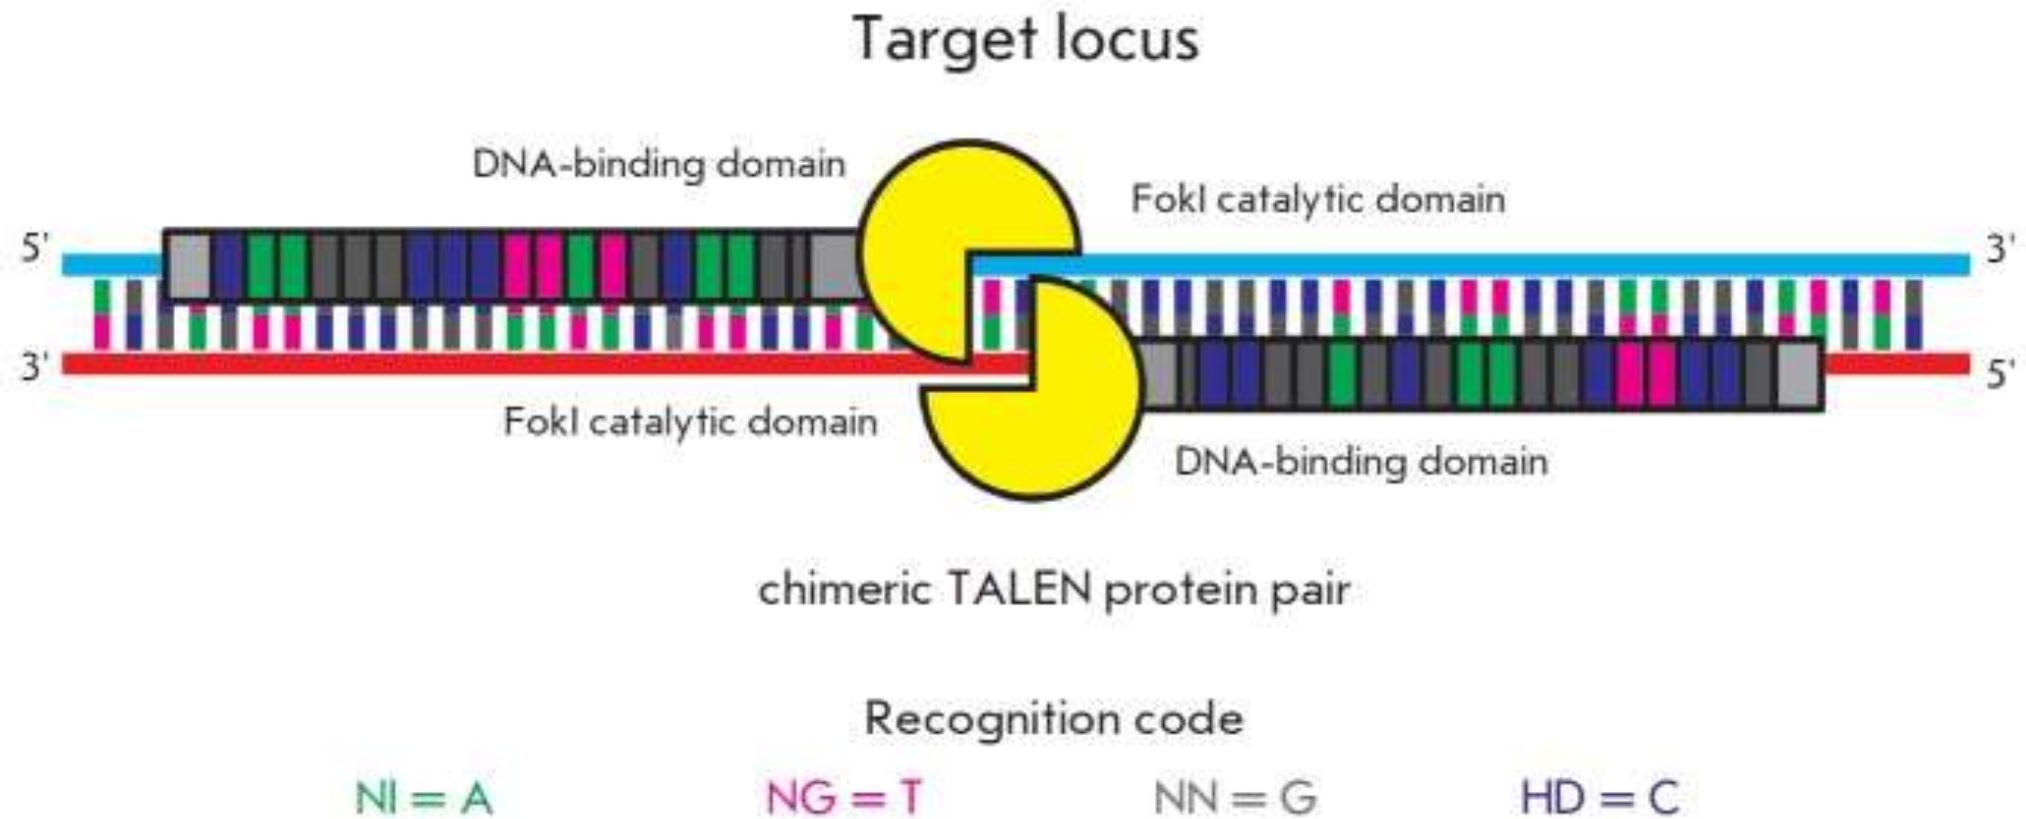 Target locus
DNA-binding domain
FokI catalytic domain
5'
3'
3'
5'
FokI catalytic domain
DNA-binding domain
chimeric TALEN protein pair
Recognition code
NI = A
NG = T
NN = G
HD = C